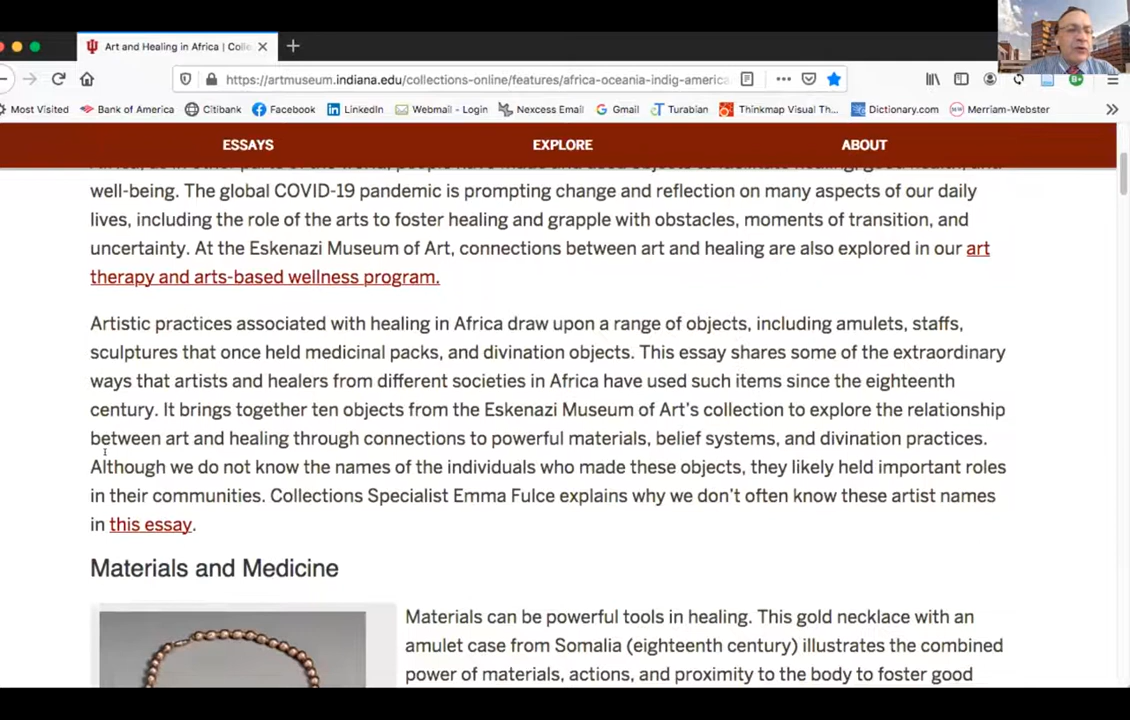 Art and Healing in Africa | Colle
https://artmuseum.indiana.edu/collections-online/features/africa-oceania-indig-america
Most Visited Bank of America Citibank Facebook LinkedIn Webmail - Login Nexcess Email Gmail Turabian Thinkmap Visual Th... Dictionary.com Merriam-Webster
ESSAYS EXPLORE ABOUT
well-being. The global COVID-19 pandemic is prompting change and reflection on many aspects of our daily
lives, including the role of the arts to foster healing and grapple with obstacles, moments of transition, and
uncertainty. At the Eskenazi Museum of Art, connections between art and healing are also explored in our art
therapy and arts-based wellness program.
Artistic practices associated with healing in Africa draw upon a range of objects, including amulets, staffs,
sculptures that once held medicinal packs, and divination objects. This essay shares some of the extraordinary
ways that artists and healers from different societies in Africa have used such items since the eighteenth
century. It brings together ten objects from the Eskenazi Museum of Art's collection to explore the relationship
between art and healing through connections to powerful materials, belief systems, and divination practices.
Although we do not know the names of the individuals who made these objects, they likely held important roles
in their communities. Collections Specialist Emma Fulce explains why we don't often know these artist names
in this essay.
Materials and Medicine
Materials can be powerful tools in healing. This gold necklace with an
amulet case from Somalia (eighteenth century) illustrates the combined
power of materials, actions, and proximity to the body to foster good